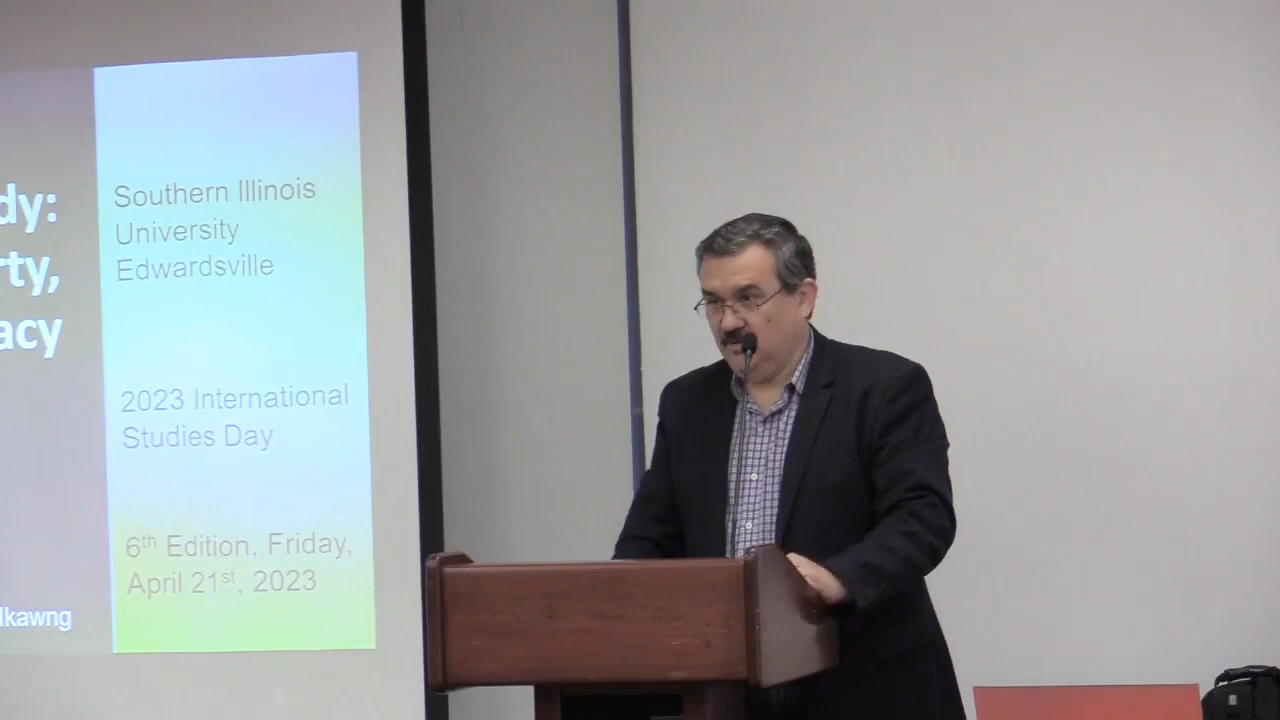 dy:
rty,
acy
lkawng
Southern Illinois
University
Edwardsville
2023 International
Studies Day
6th Edition, Friday,
April 21st, 2023